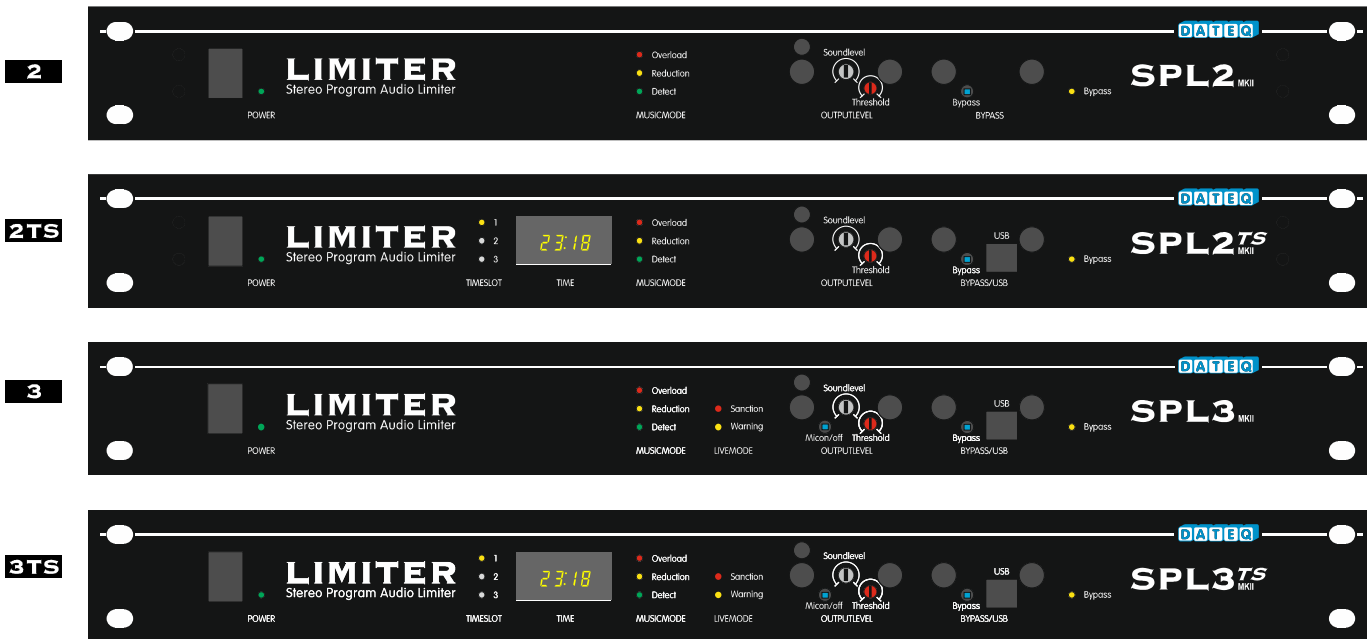 2
DATEQ
LIMITER
Stereo Program Audio Limiter
POWER
Overload
Reduction
Detect
MUSICMODE
Soundlevel
Threshold
OUTPUTLEVEL
Bypass
BYPASS
Bypass
SPL2 MKII
2TS
DATEQ
LIMITER
Stereo Program Audio Limiter
POWER
1
2
3
TIMESLOT
23:18
TIME
Overload
Reduction
Detect
MUSICMODE
Soundlevel
Threshold
OUTPUTLEVEL
USB
Bypass
BYPASS/USB
Bypass
SPL2TS MKII
3
DATEQ
LIMITER
Stereo Program Audio Limiter
POWER
Overload
Reduction
Detect
MUSICMODE
Sanction
Warning
LIVEMODE
Soundlevel
Micon/off Threshold
OUTPUTLEVEL
USB
Bypass
BYPASS/USB
Bypass
SPL3 MKII
3TS
DATEQ
LIMITER
Stereo Program Audio Limiter
POWER
1
2
3
TIMESLOT
23:18
TIME
Overload
Reduction
Detect
MUSICMODE
Sanction
Warning
LIVEMODE
Soundlevel
Micon/off Threshold
OUTPUTLEVEL
USB
Bypass
BYPASS/USB
Bypass
SPL3TS MKII